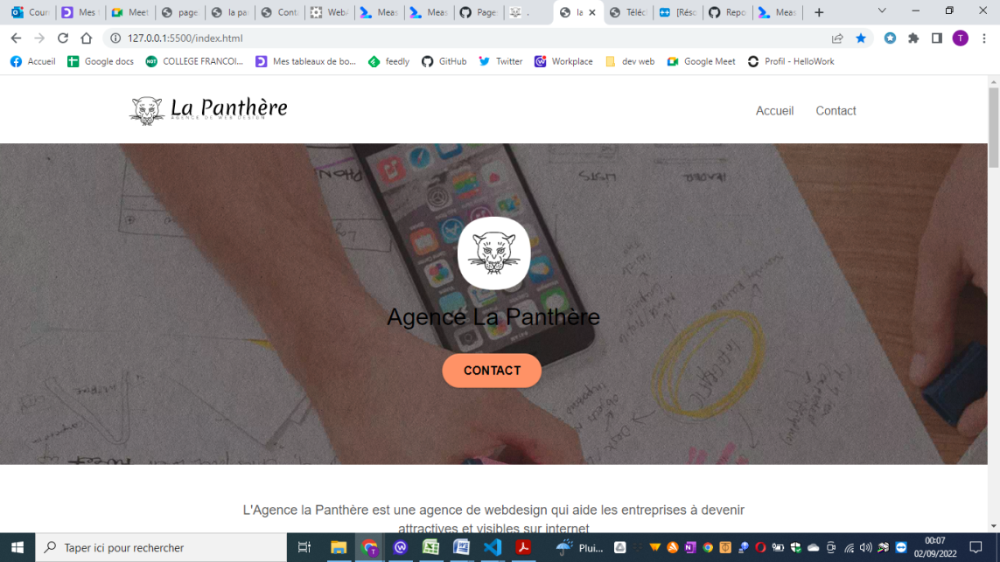 Cour
Mes
Meet
page
la pa
Cont
Web
Meas
Meas
Page
.
la
Téléc
[Réso
Repo
Meas
127.0.0.1:5500/index.html
T
Accueil
Google docs
COLLEGE FRANCOI...
Mes tableaux de bo...
feedly
GitHub
Twitter
Workplace
dev web
Google Meet
Profil - HelloWork
La Panthère
AGENCE DE WEB DESIGN
Accueil
Contact
LISTS
HEADER
Agence La Panthère
CONTACT
L'Agence la Panthère est une agence de webdesign qui aide les entreprises à devenir
attractives et visibles sur internet
Taper ici pour rechercher
Plui...
00:07
02/09/2022